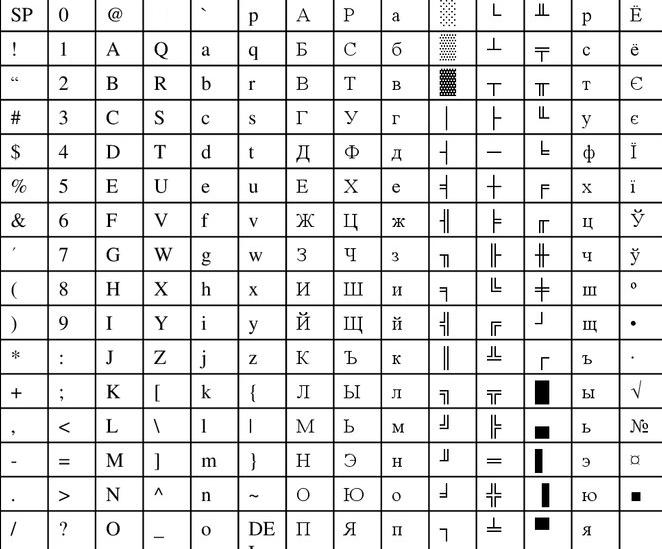 SP 0 @ ` p А Р а ░ └ ╨ р Ё
! 1 A Q a q Б С б ▒ ┴ ╤ с ё
“ 2 B R b r В Т в ▓ ┬ ╥ т Є
# 3 C S c s Г У г │ ├ ╙ у є
$ 4 D T d t Д Ф д ┤ ─ ╘ ф Ї
% 5 E U e u Е Х е ╡ ┼ ╒ х ї
& 6 F V f v Ж Ц ж ╢ ╞ ╓ ц Ў
´ 7 G W g w З Ч з ╖ ╟ ╫ ч ў
( 8 H X h x И Ш и ╕ ╚ ╪ ш º
) 9 I Y i y Й Щ й ╣ ╔ ┘ щ •
* : J Z j z К Ъ к ║ ╩ ┌ ъ ·
+ ; K [ k { Л Ы л ╗ ╦ █ ы √
, < L \ l | М Ь м ╝ ╠ ▄ ь №
- = M ] m } Н Э н ╜ ═ ▌ э ¤
. > N ^ n ~ О Ю о ╛ ╬ ▐ ю ■
/ ? O _ o DE П Я п ┐ ╧ ▀ я